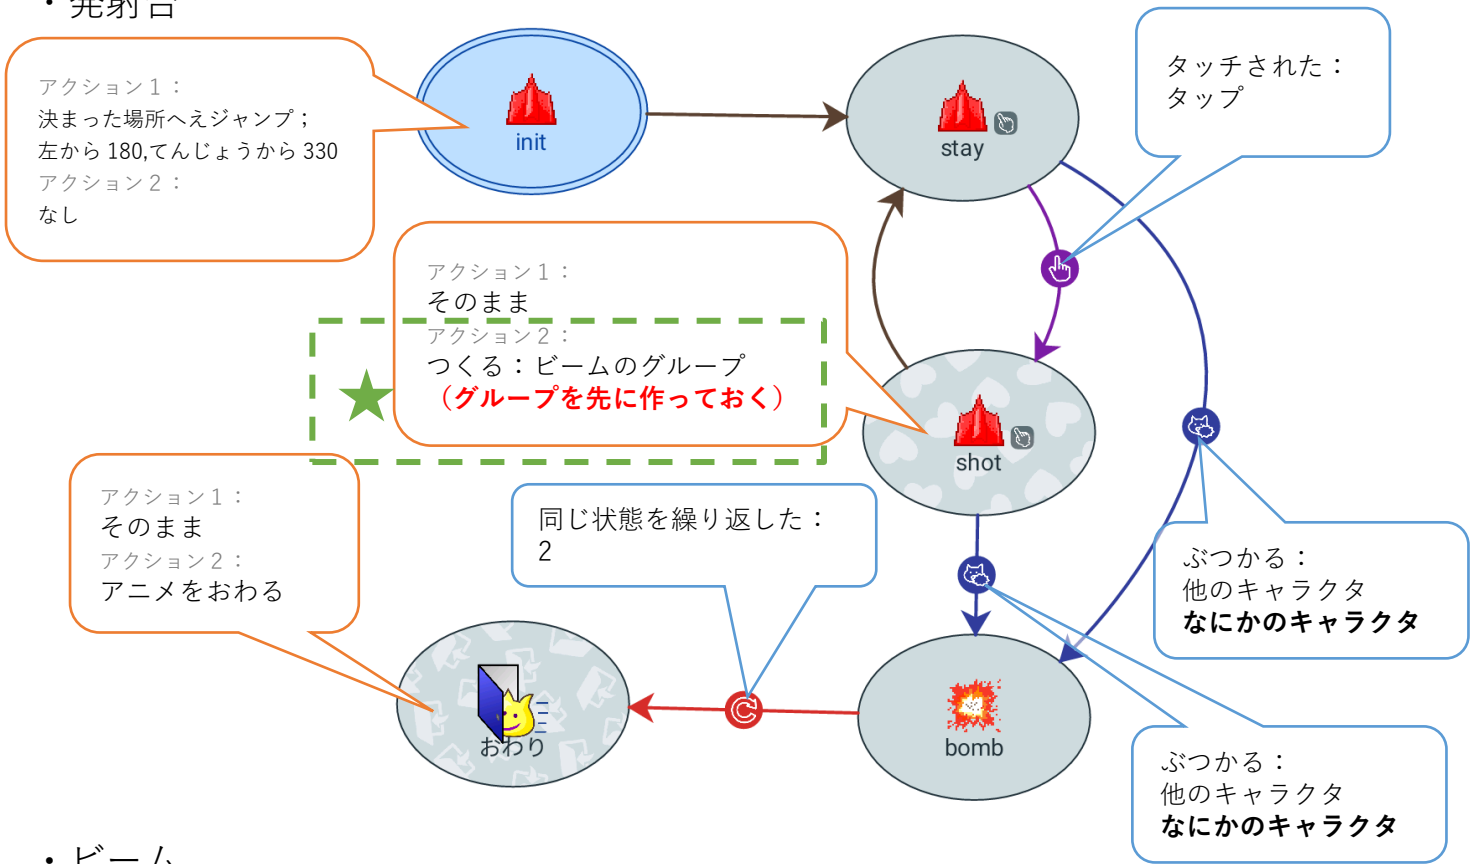 ・発射台
アクション１：
決まった場所へえジャンプ；
左から 180,てんじょうから 330
アクション２：
なし
init
stay
タッチされた：
タップ
アクション１：
そのまま
アクション２：
つくる：ビームのグループ
（グループを先に作っておく）
shot
アクション１：
そのまま
アクション２：
アニメをおわる
同じ状態を繰り返した：
2
ぶつかる：
他のキャラクタ
なにかのキャラクタ
おわり
bomb
ぶつかる：
他のキャラクタ
なにかのキャラクタ
・ビーム